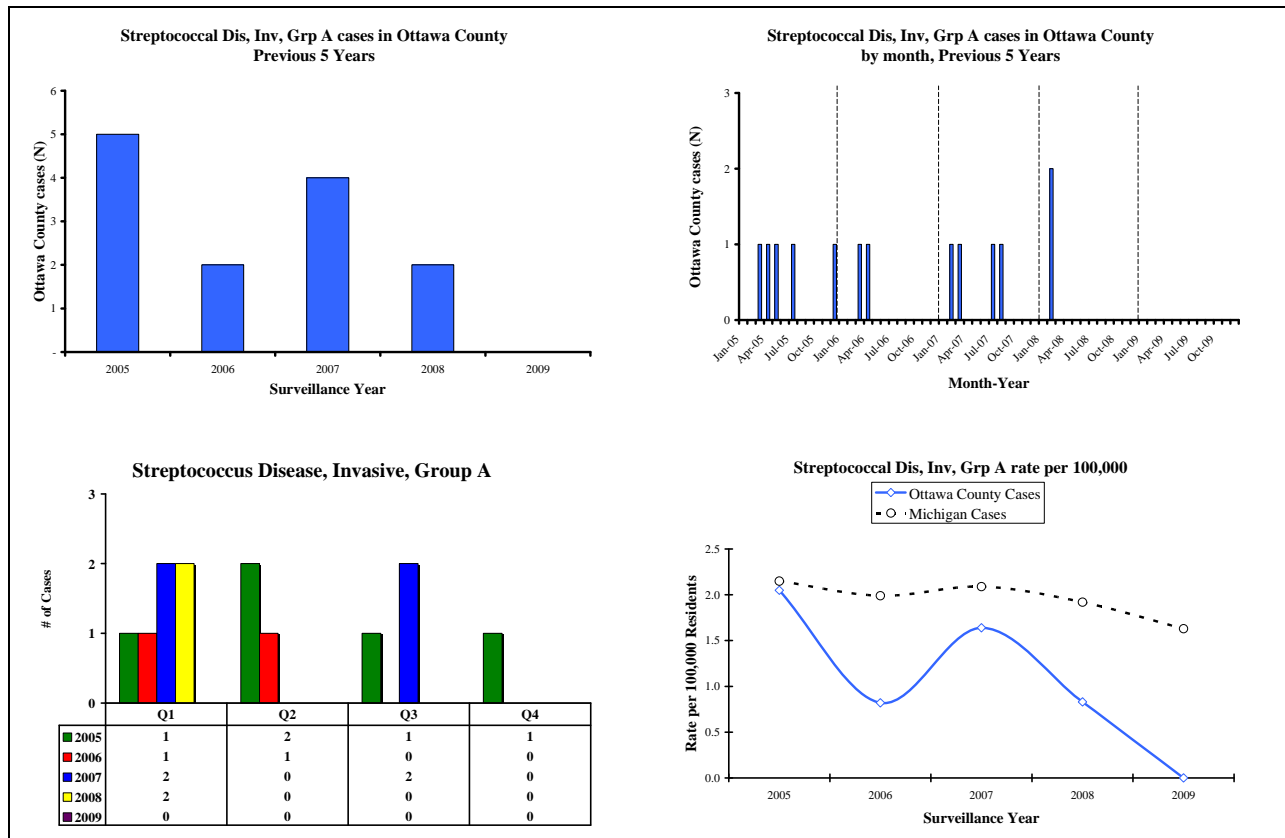 Streptococcal Dis, Inv, Grp A cases in Ottawa County
Previous 5 Years
Ottawa County cases (N)
6
5
4
3
2
1
-
2005 2006 2007 2008 2009
Surveillance Year
Streptococcal Dis, Inv, Grp A cases in Ottawa County
by month, Previous 5 Years
Ottawa County cases (N)
3
2
1
0
Jan-05 Apr-05 Jul-05 Oct-05 Jan-06 Apr-06 Jul-06 Oct-06 Jan-07 Apr-07 Jul-07 Oct-07 Jan-08 Apr-08 Jul-08 Oct-08 Jan-09 Apr-09 Jul-09 Oct-09
Month-Year
Streptococcus Disease, Invasive, Group A
# of Cases
3
2
1
0
Q1 Q2 Q3 Q4
2005 1 2 1 1
2006 1 1 0 0
2007 2 0 2 0
2008 2 0 0 0
2009 0 0 0 0
Streptococcal Dis, Inv, Grp A rate per 100,000
Ottawa County Cases
Michigan Cases
Rate per 100,000 Residents
2.5
2.0
1.5
1.0
0.5
0.0
2005 2006 2007 2008 2009
Surveillance Year